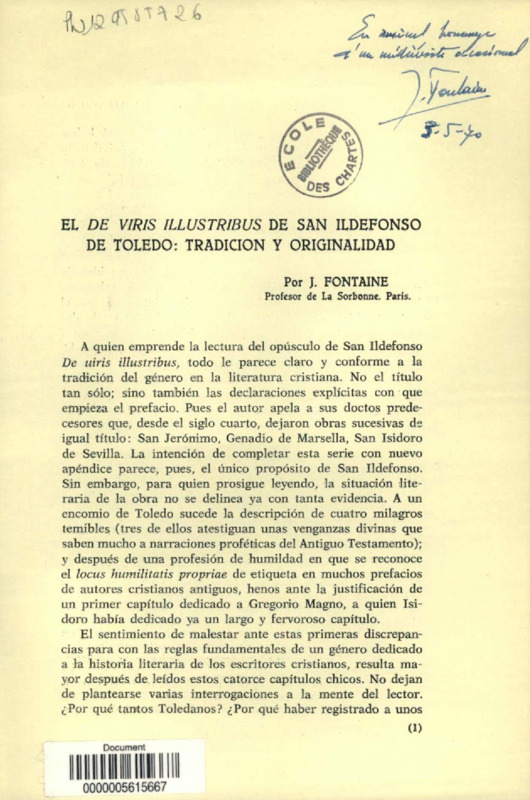 En amical hommage
d'un médiéviste occasionnel
J. Fontaine
3-5-70
ECOLE
BIBLIOTHÈQUE
DES CHARTES
EL DE VIRIS ILLUSTRIBUS DE SAN ILDEFONSO
DE TOLEDO: TRADICION Y ORIGINALIDAD
Por J. FONTAINE
Profesor de La Sorbonne. París.
A quien emprende la lectura del opúsculo de San Ildefonso
De uiris illustribus, todo le parece claro y conforme a la
tradición del género en la literatura cristiana. No el título
tan sólo; sino también las declaraciones explícitas con que
empieza el prefacio. Pues el autor apela a sus doctos prede-
cesores que, desde el siglo cuarto, dejaron obras sucesivas de
igual título: San Jerónimo, Genadio de Marsella, San Isidoro
de Sevilla. La intención de completar esta serie con nuevo
apéndice parece, pues, el único propósito de San Ildefonso.
Sin embargo, para quien prosigue leyendo, la situación lite-
raria de la obra no se delinea ya con tanta evidencia. A un
encomio de Toledo sucede la descripción de cuatro milagros
temibles (tres de ellos atestiguan unas venganzas divinas que
saben mucho a narraciones proféticas del Antiguo Testamento);
y después de una profesión de humildad en que se reconoce
el locus humilitatis propriae de etiqueta en muchos prefacios
de autores cristianos antiguos, henos ante la justificación de
un primer capítulo dedicado a Gregorio Magno, a quien Isi-
doro había dedicado ya un largo y fervoroso capítulo.
El sentimiento de malestar ante estas primeras discrepan-
cias para con las reglas fundamentales de un género dedicado
a la historia literaria de los escritores cristianos, resulta ma-
yor después de leídos estos catorce capítulos chicos. No dejan
de plantearse varias interrogaciones a la mente del lector.
¿Por qué tantos Toledanos? ¿Por qué haber registrado a unos
(1)
Document
0000005615667